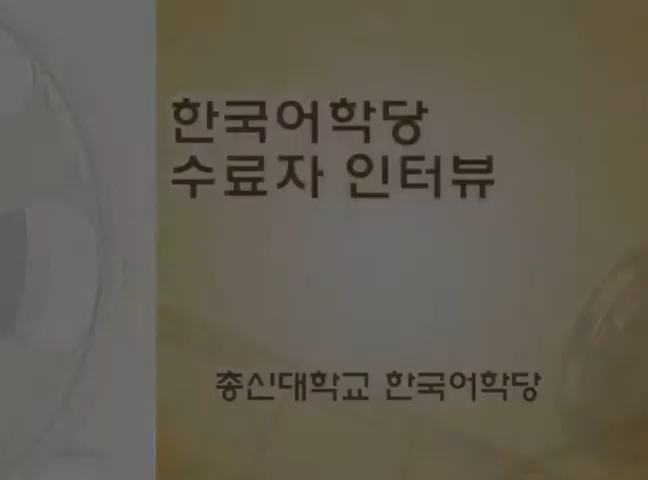 한국어학당
수료자 인터뷰
총신대학교 한국어학당